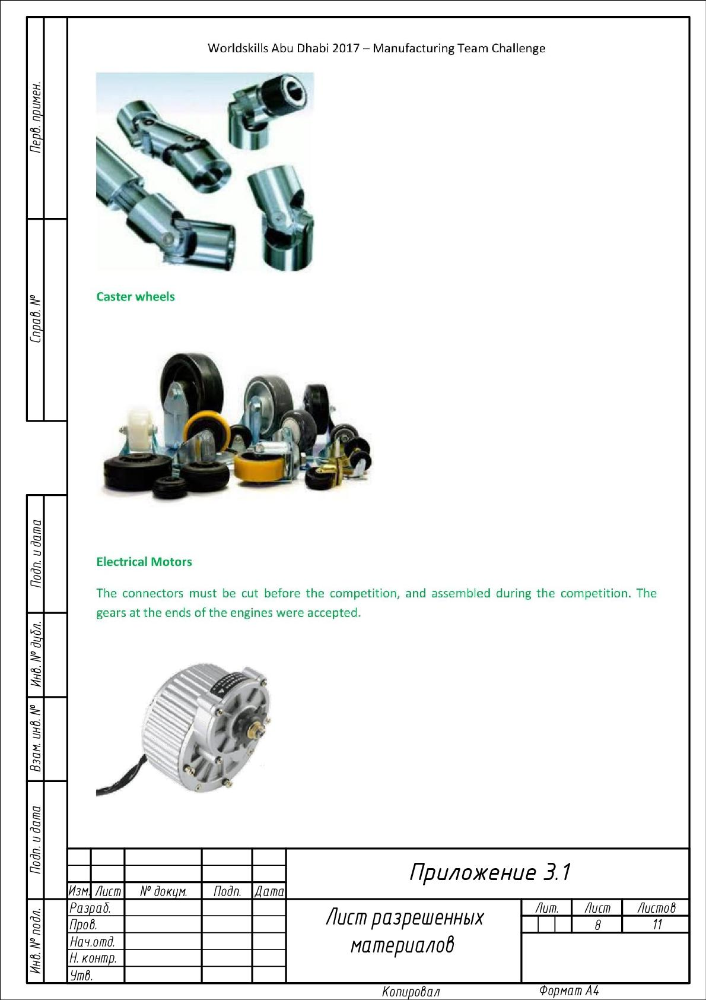 Worldskills Abu Dhabi 2017 – Manufacturing Team Challenge
Caster wheels
Electrical Motors
The connectors must be cut before the competition, and assembled during the competition. The
gears at the ends of the engines were accepted.
Перв. примен.
Справ. №
Подп. и дата
Инв. № дубл.
Взам. инв. №
Подп. и дата
Инв. № подл.
Изм. Лист № докум. Подп. Дата
Разраб.
Пров.
Нач.отд.
Н. контр.
Утв.
Приложение 3.1
Лист разрешенных
материалов
Лит. Лист Листов
8 11
Копировал Формат А4